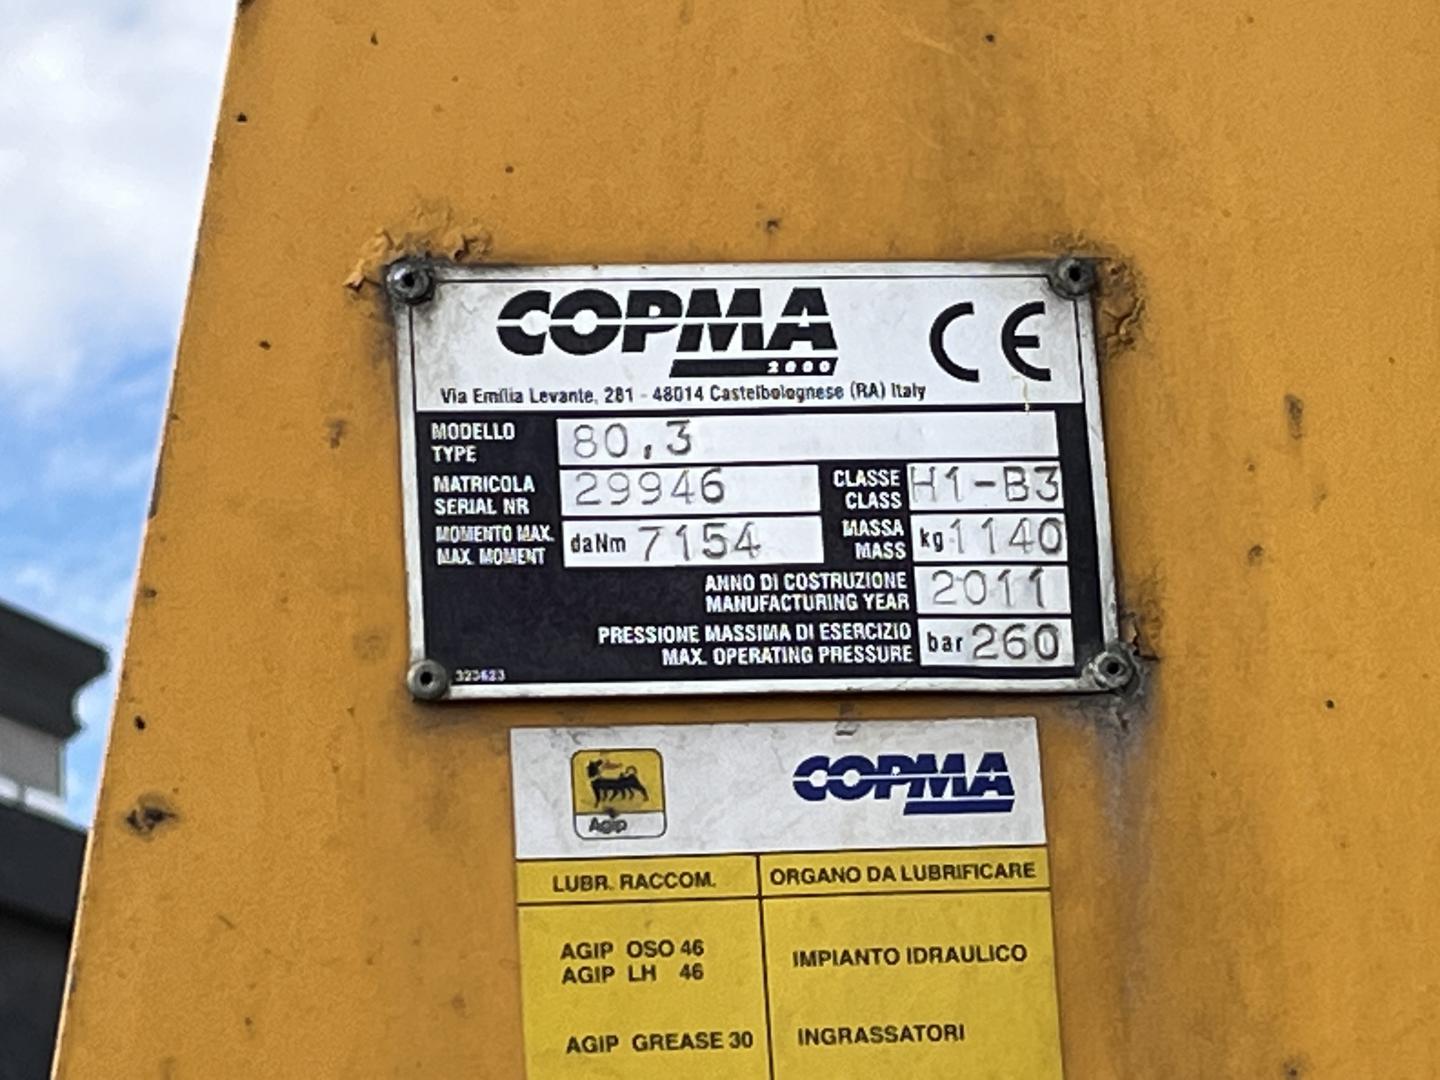 COPMA
2000
CE
Via Emilia Levante, 281 - 48014 Castelbolognese (RA) Italy
MODELLO
TYPE
80,3
MATRICOLA
SERIAL NR
29946
CLASSE
CLASS
H1-B3
MOMENTO MAX.
MAX. MOMENT
daNm 7154
MASSA
MASS
kg 1140
ANNO DI COSTRUZIONE
MANUFACTURING YEAR
2011
PRESSIONE MASSIMA DI ESERCIZIO
MAX. OPERATING PRESSURE
bar 260
323623
Agip
COPMA
LUBR. RACCOM.
ORGANO DA LUBRIFICARE
AGIP OSO 46
AGIP LH 46
IMPIANTO IDRAULICO
AGIP GREASE 30
INGRASSATORI